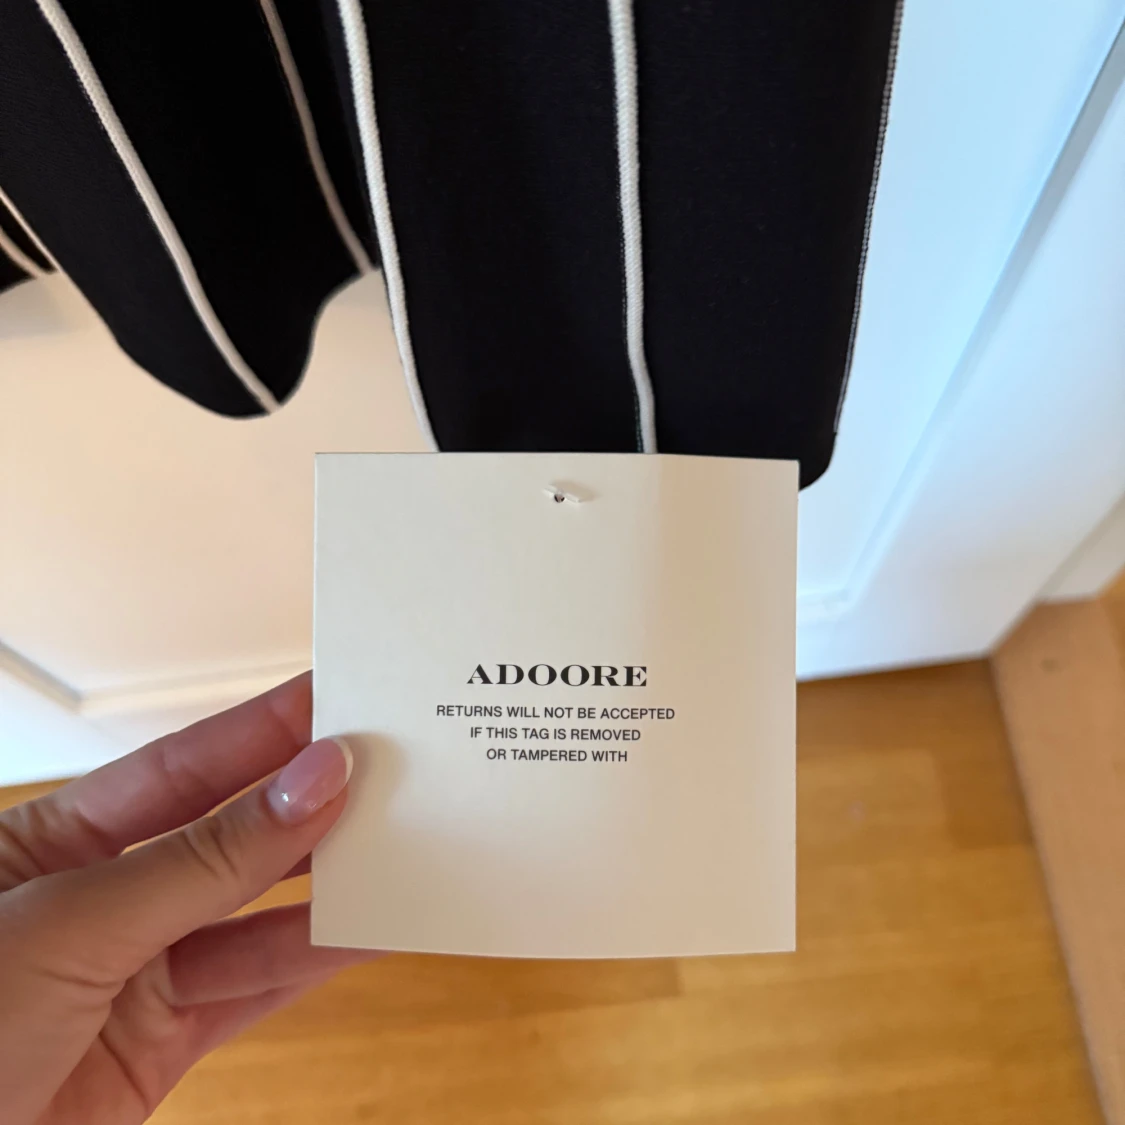 ADOORE
RETURNS WILL NOT BE ACCEPTED
IF THIS TAG IS REMOVED
OR TAMPERED WITH